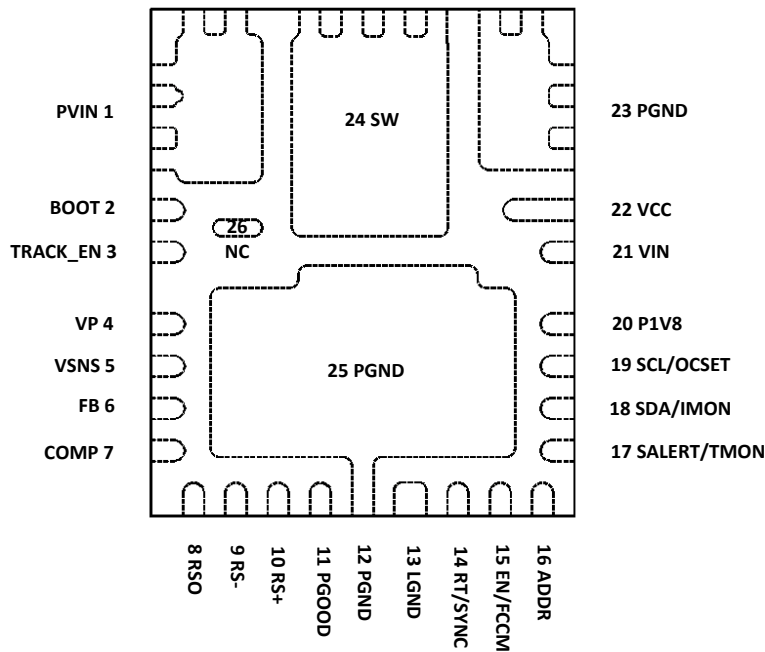 PVIN 1
24 SW
23 PGND
BOOT 2
26
NC
22 VCC
TRACK_EN 3
21 VIN
VP 4
20 P1V8
VSNS 5
25 PGND
19 SCL/OCSET
FB 6
18 SDA/IMON
COMP 7
17 SALERT/TMON
8 RSO
9 RS-
10 RS+
11 PGOOD
12 PGND
13 LGND
14 RT/SYNC
15 EN/FCCM
16 ADDR